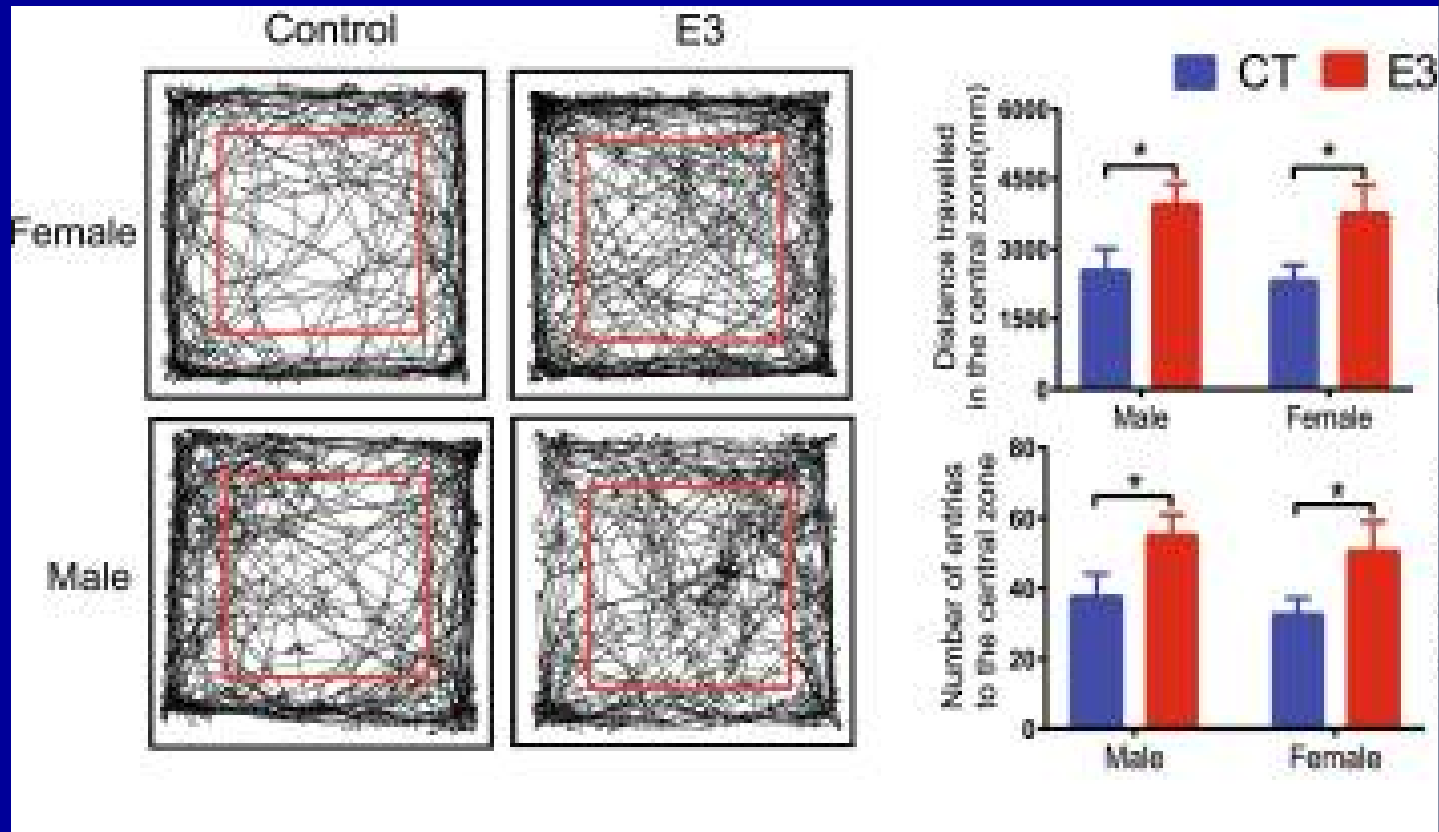 Control E3
Female
Male
CT E3
Distance travelled
in the central zone(mm)
6000
4500
3000
1500
0
Male Female
Number of entries
to the central zone
80
60
40
20
0
Male Female
* *
* *